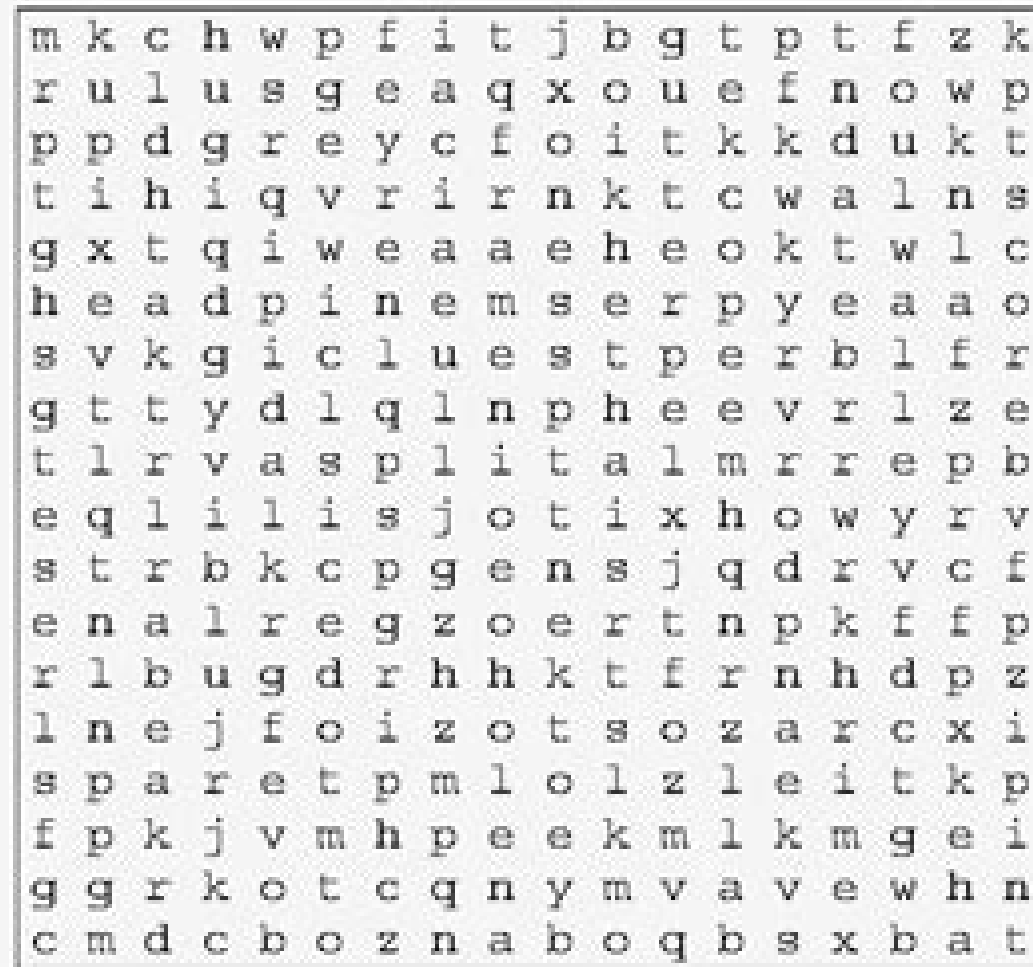 m k c h w p f i t j b g t p t f z k
r u l u s g e a q x o u e f n o w p
p p d g r e y c f o i t k k d u k t
t i h i q v r i r n k t c w a l n s
g x t q i w e a a e h e o k t w l c
h e a d p i n e m s e r p y e a a o
s v k g i c l u e s t p e r b l f r
g t t y d l q l n p h e e v r l z e
t l r v a s p l i t a l m r r e p b
e q l i l i s j o t i x h o w y r v
s t r b k c p g e n s j q d r v c f
e n a l r e g z o e r t n p k f f p
r l b u g d r h h k t f r n h d p z
l n e j f o i z o t s o z a r c x i
s p a r e t p m l o l z l e i t k p
f p k j v m h p e e k m l k m g e i
g g r k o t c q n y m v a v e w h n
c m d c b o z n a b o q b s x b a t